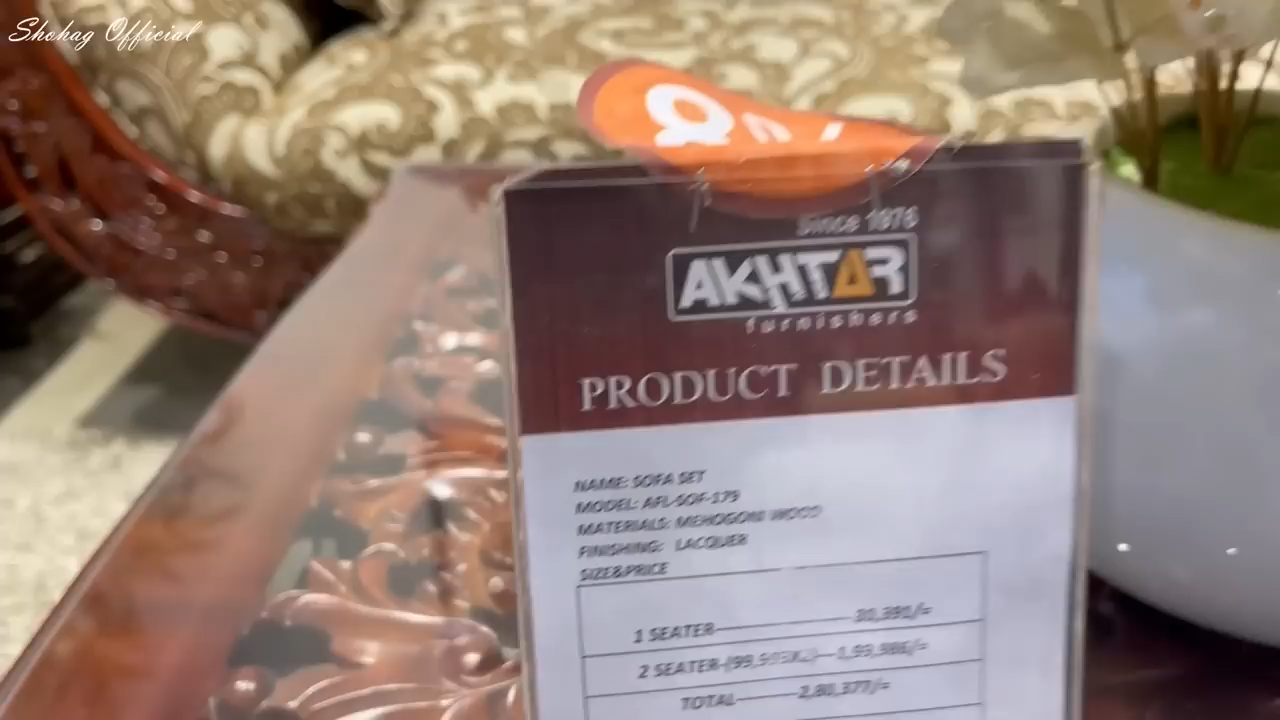 Shohag Official
Since 1976
AKHTAR
furnishers
PRODUCT DETAILS
NAME: SOFA SET
MODEL: AFL-SOF-179
MATERIALS: MEHOGONI WOOD
FINISHING: LACQUER
SIZE&PRICE
1 SEATER
2 SEATER
TOTAL